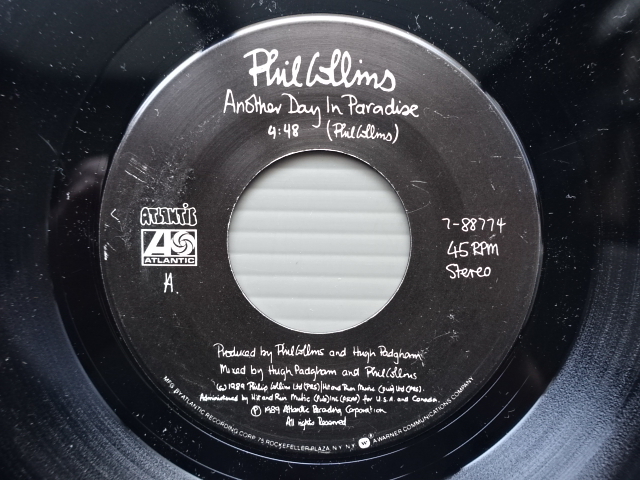 Phil Collins
Another Day In Paradise
4:48 (Phil Collins)
ATLANTIC
ATLANTIC
A
7-88774
45 RPM
Stereo
Produced by Phil Collins and Hugh Padgham
Mixed by Hugh Padgham and Phil Collins
(c) 1989 Philip Collins Ltd (PRS)/Hit and Run Music (Pub) Ltd (PRS).
Administered by Hit and Run Music (Pub) Inc (ASCAP) for U.S.A. and Canada.
℗ 1989 Atlantic Recording Corporation
All rights Reserved
MFG BY ATLANTIC RECORDING CORP. 75 ROCKEFELLER PLAZA, N.Y. N.Y. A WARNER COMMUNICATIONS COMPANY